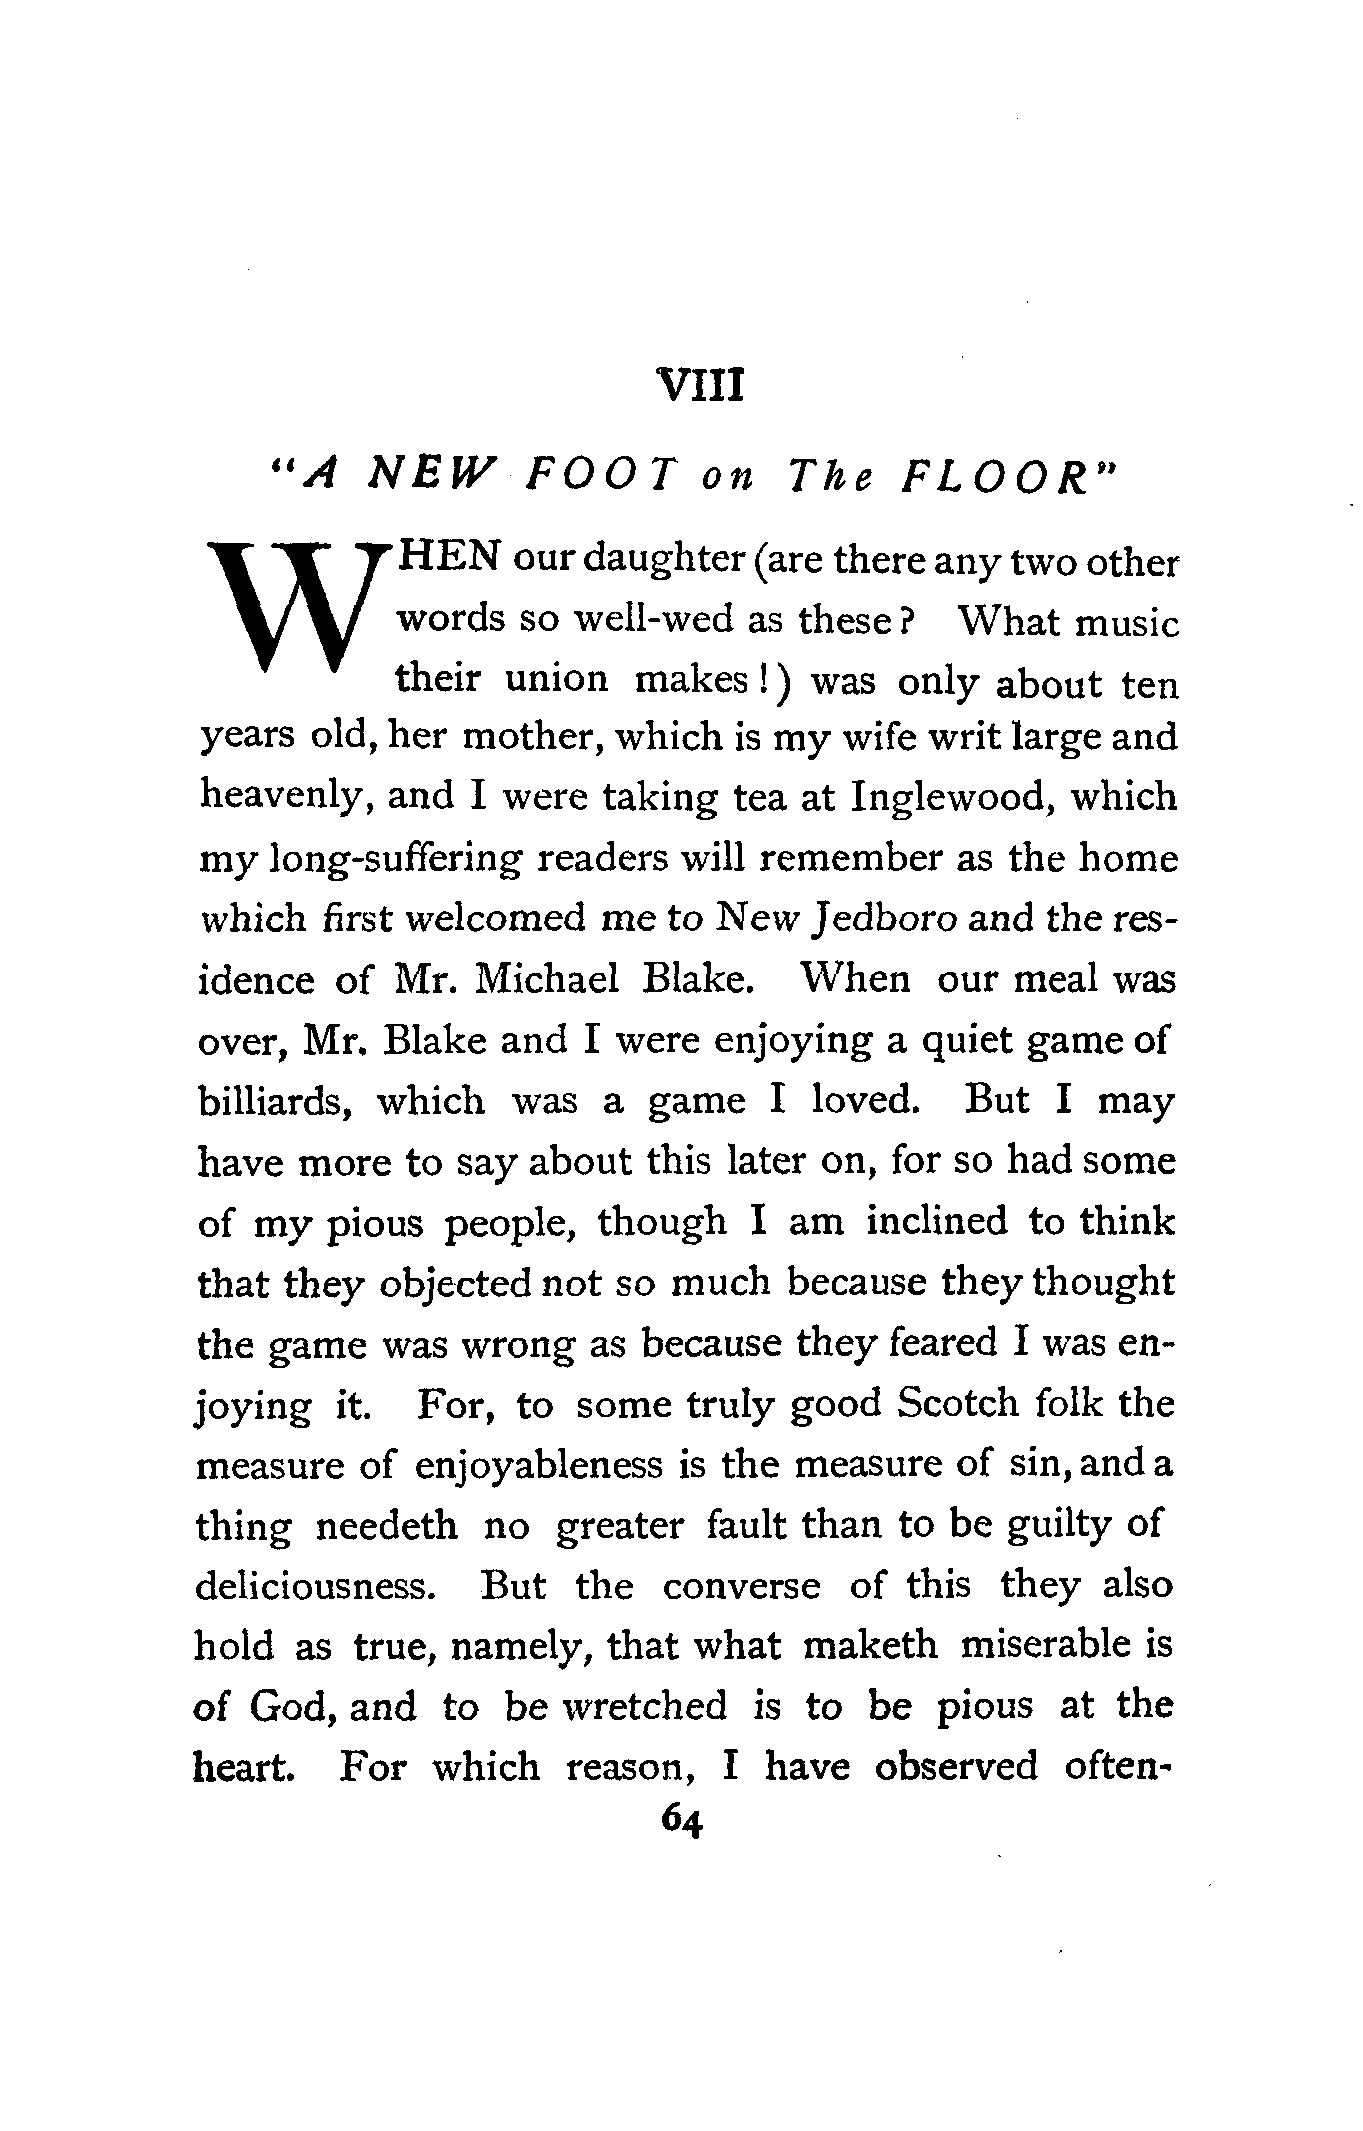 VIII
"A NEW FOOT on The FLOOR"
WHEN our daughter (are there any two other
words so well-wed as these? What music
their union makes!) was only about ten
years old, her mother, which is my wife writ large and
heavenly, and I were taking tea at Inglewood, which
my long-suffering readers will remember as the home
which first welcomed me to New Jedboro and the res-
idence of Mr. Michael Blake. When our meal was
over, Mr. Blake and I were enjoying a quiet game of
billiards, which was a game I loved. But I may
have more to say about this later on, for so had some
of my pious people, though I am inclined to think
that they objected not so much because they thought
the game was wrong as because they feared I was en-
joying it. For, to some truly good Scotch folk the
measure of enjoyableness is the measure of sin, and a
thing needeth no greater fault than to be guilty of
deliciousness. But the converse of this they also
hold as true, namely, that what maketh miserable is
of God, and to be wretched is to be pious at the
heart. For which reason, I have observed often-
64